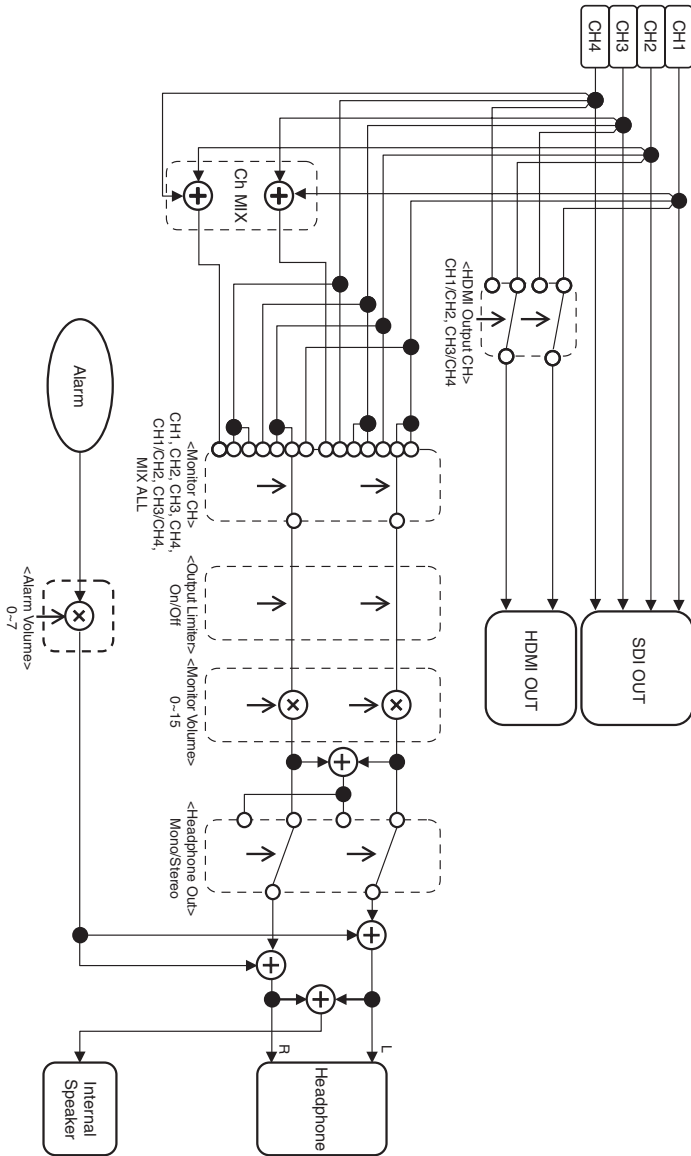 CH1
CH2
CH3
CH4
SDI OUT
HDMI OUT
<HDMI Output CH>
CH1/CH2, CH3/CH4
Ch MIX
<Monitor CH>
CH1, CH2, CH3, CH4,
CH1/CH2, CH3/CH4,
MIX ALL
<Output Limiter>
On/Off
<Monitor Volume>
0~15
<Headphone Out>
Mono/Stereo
L
R
Headphone
Alarm
<Alarm Volume>
0~7
Internal
Speaker